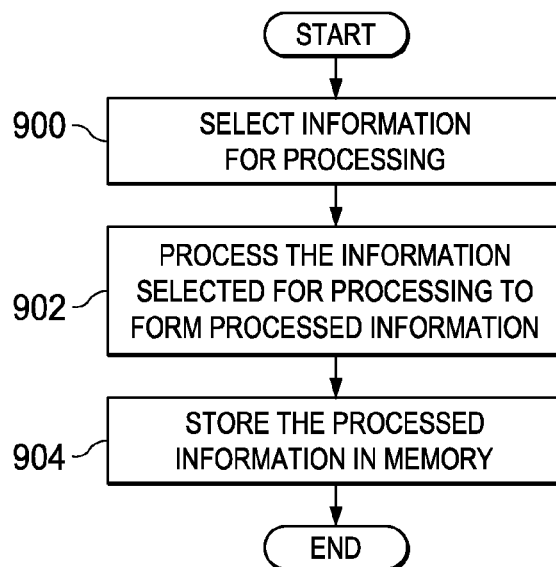 START
900
SELECT INFORMATION
FOR PROCESSING
902
PROCESS THE INFORMATION
SELECTED FOR PROCESSING TO
FORM PROCESSED INFORMATION
904
STORE THE PROCESSED
INFORMATION IN MEMORY
END